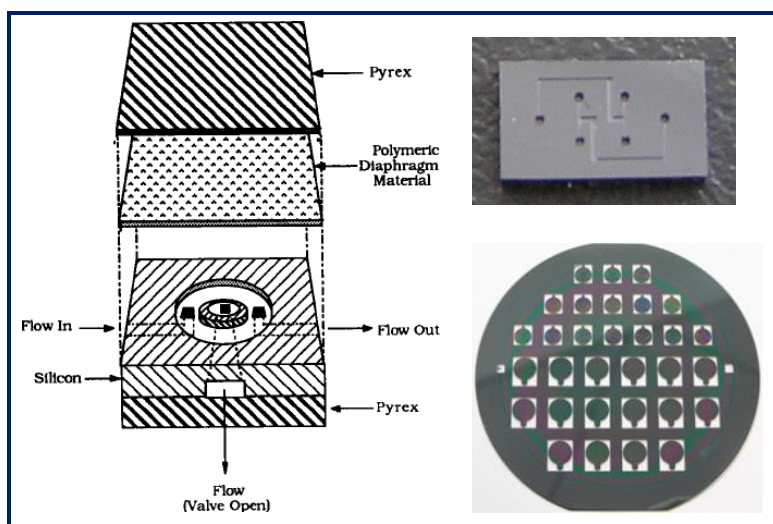 Pyrex
Polymeric
Diaphragm
Material
Flow In
Flow Out
Silicon
Pyrex
Flow
(Valve Open)